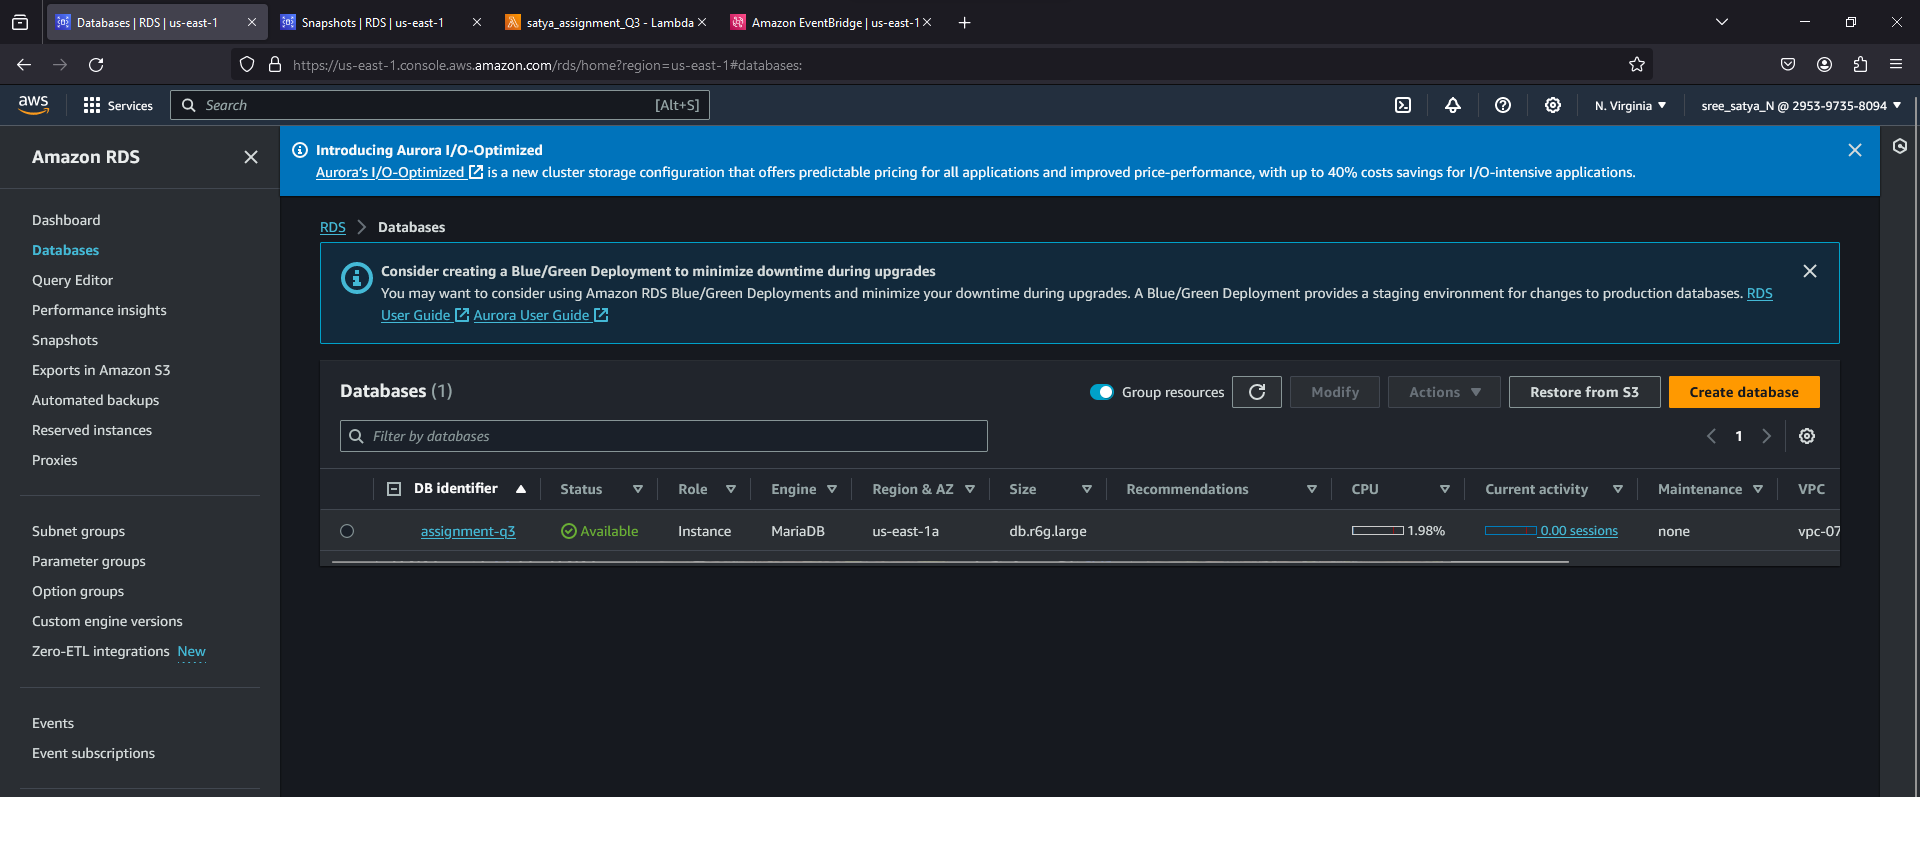 Databases | RDS | us-east-1
Snapshots | RDS | us-east-1
satya_assignment_Q3 - Lambda
Amazon EventBridge | us-east-1
https://us-east-1.console.aws.amazon.com/rds/home?region=us-east-1#databases:
aws
Services
Search
[Alt+S]
N. Virginia
sree_satya_N @ 2953-9735-8094
Amazon RDS
Dashboard
Databases
Query Editor
Performance insights
Snapshots
Exports in Amazon S3
Automated backups
Reserved instances
Proxies
Subnet groups
Parameter groups
Option groups
Custom engine versions
Zero-ETL integrations New
Events
Event subscriptions
Introducing Aurora I/O-Optimized
Aurora's I/O-Optimized is a new cluster storage configuration that offers predictable pricing for all applications and improved price-performance, with up to 40% costs savings for I/O-intensive applications.
RDS > Databases
Consider creating a Blue/Green Deployment to minimize downtime during upgrades
You may want to consider using Amazon RDS Blue/Green Deployments and minimize your downtime during upgrades. A Blue/Green Deployment provides a staging environment for changes to production databases. RDS
User Guide Aurora User Guide
Databases (1)
Group resources
Modify
Actions
Restore from S3
Create database
Filter by databases
1
DB identifier Status Role Engine Region & AZ Size Recommendations CPU Current activity Maintenance VPC
assignment-q3 Available Instance MariaDB us-east-1a db.r6g.large 1.98% 0.00 sessions none vpc-07